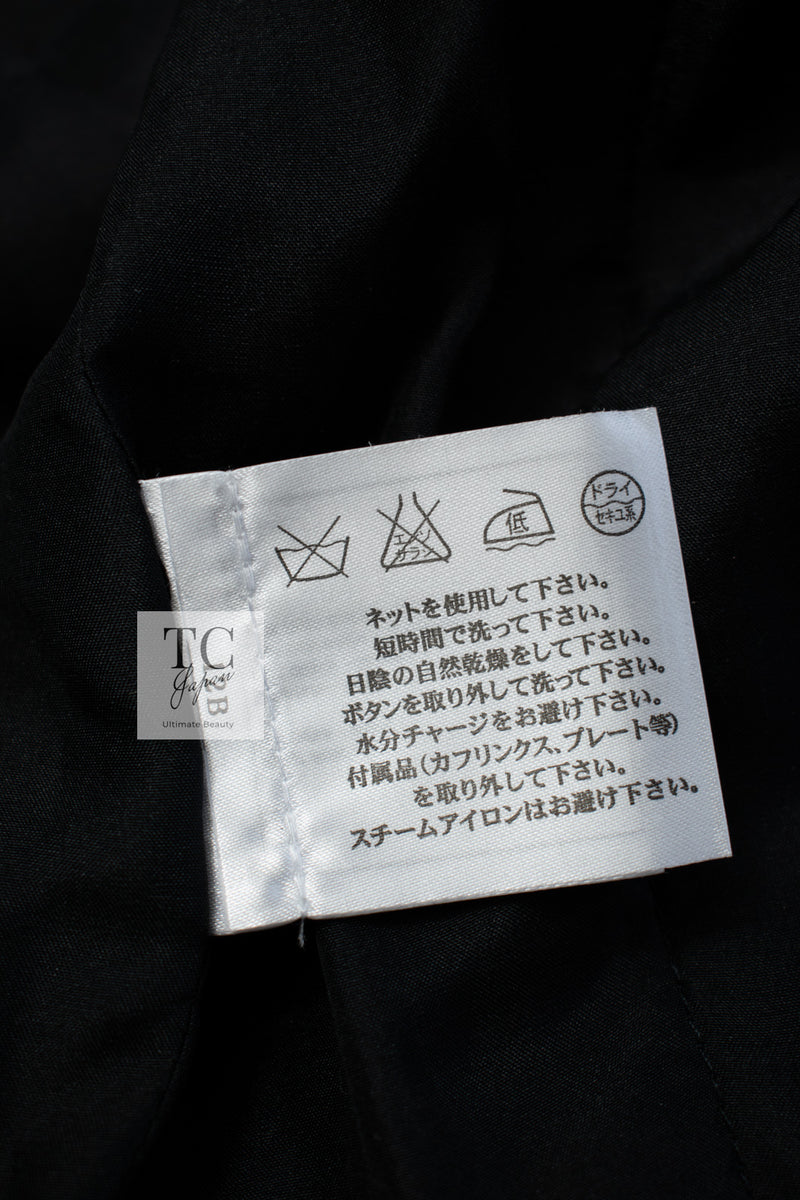 エンソ
サラシ
低
ドライ
セキユ系
ネットを使用して下さい。
短時間で洗って下さい。
日陰の自然乾燥をして下さい。
ボタンを取り外して洗って下さい。
水分チャージをお避け下さい。
付属品(カフリンクス、プレート等)
を取り外して下さい。
スチームアイロンはお避け下さい。
TC
Japan
Ultimate Beauty